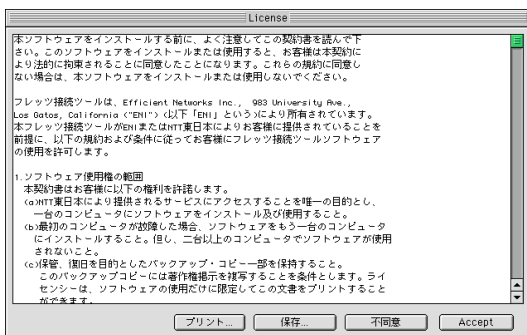 License
本ソフトウェアをインストールする前に、よく注意してこの契約書を読んで下
さい。このソフトウェアをインストールまたは使用すると、お客様は本契約に
より法的に拘束されることに同意したことになります。これらの規約に同意し
ない場合は、本ソフトウェアをインストールまたは使用しないでください。
フレッツ接続ツールは、Efficient Networks Inc., 983 University Ave.,
Los Gatos, California ("ENI") (以下「ENI」という)により所有されています。
本フレッツ接続ツールがENIまたはNTT東日本によりお客様に提供されていることを
前提に、以下の規約および条件に従ってお客様にフレッツ接続ツールソフトウェア
の使用を許可します。
1.ソフトウェア使用権の範囲
本契約書はお客様に以下の権利を許諾します。
(a)NTT東日本により提供されるサービスにアクセスすることを唯一の目的とし、
一台のコンピュータにソフトウェアをインストール及び使用すること。
(b)最初のコンピュータが故障した場合、ソフトウェアをもう一台のコンピュータ
にインストールすること。但し、二台以上のコンピュータでソフトウェアが使用
されないこと。
(c)保管、復旧を目的としたバックアップ・コピー一部を保持すること。
このバックアップコピーには著作権掲示を複写することを条件とします。ライ
センシーは、ソフトウェアの使用だけに限定してこの文書をプリントすること
ができます。
プリント... 保存... 不同意 Accept